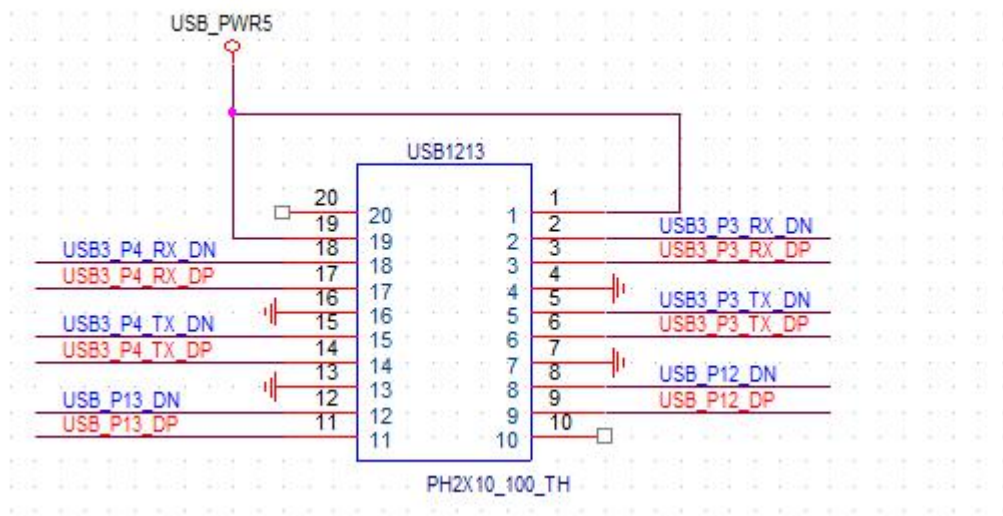 USB_PWR5
USB1213
20 20 1 1
19 19 2 2 USB3_P3_RX_DN
USB3_P4_RX_DN 18 18 3 3 USB3_P3_RX_DP
USB3_P4_RX_DP 17 17 4 4
16 16 5 5 USB3_P3_TX_DN
USB3_P4_TX_DN 15 15 6 6 USB3_P3_TX_DP
USB3_P4_TX_DP 14 14 7 7
13 13 8 8 USB_P12_DN
USB_P13_DN 12 12 9 9 USB_P12_DP
USB_P13_DP 11 11 10 10
PH2X10_100_TH